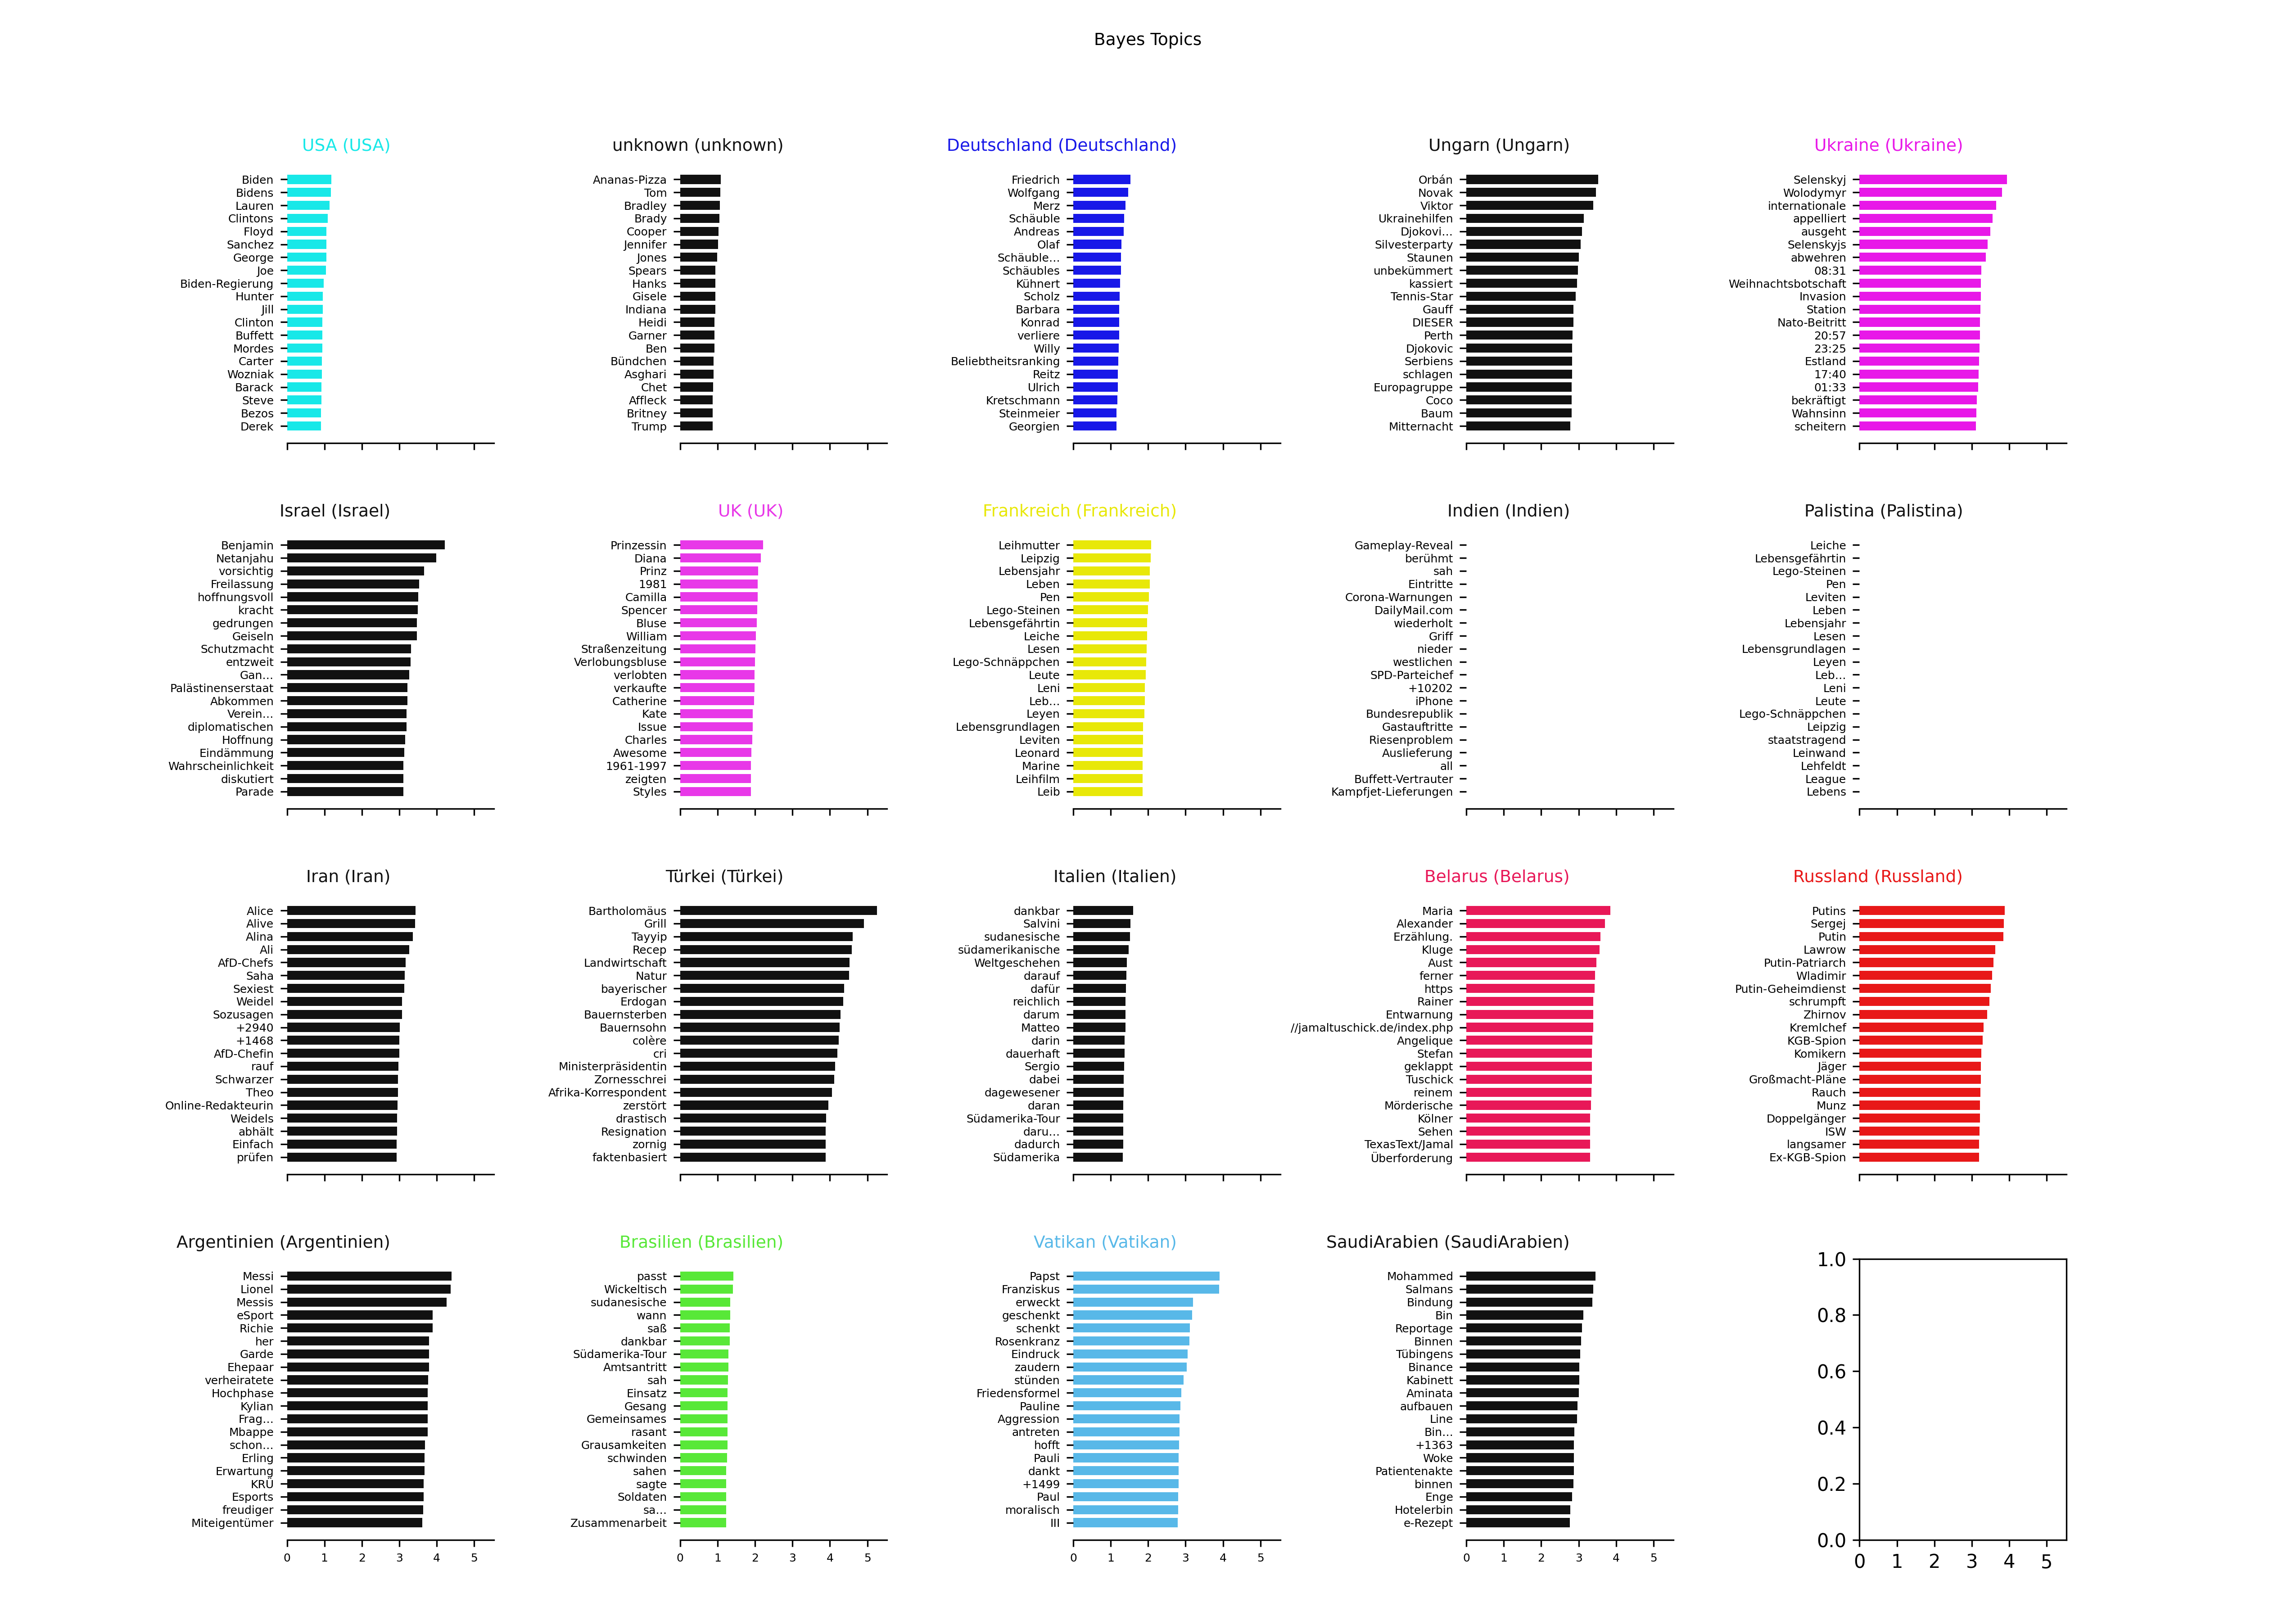 Bayes Topics
USA (USA)
Biden
Bidens
Lauren
Clintons
Floyd
Sanchez
George
Joe
Biden-Regierung
Hunter
Jill
Clinton
Buffett
Mordes
Carter
Wozniak
Barack
Steve
Bezos
Derek
unknown (unknown)
Ananas-Pizza
Tom
Bradley
Brady
Cooper
Jennifer
Jones
Spears
Hanks
Gisele
Indiana
Heidi
Garner
Ben
Bündchen
Asghari
Chet
Affleck
Britney
Trump
Deutschland (Deutschland)
Friedrich
Wolfgang
Merz
Schäuble
Andreas
Olaf
Schäuble…
Schäubles
Kühnert
Scholz
Barbara
Konrad
verliere
Willy
Beliebtheitsranking
Reitz
Ulrich
Kretschmann
Steinmeier
Georgien
Ungarn (Ungarn)
Orbán
Novak
Viktor
Ukrainehilfen
Djokovi…
Silvesterparty
Staunen
unbekümmert
kassiert
Tennis-Star
Gauff
DIESER
Perth
Djokovic
Serbiens
schlagen
Europagruppe
Coco
Baum
Mitternacht
Ukraine (Ukraine)
Selenskyj
Wolodymyr
internationale
appelliert
ausgeht
Selenskyjs
abwehren
08:31
Weihnachtsbotschaft
Invasion
Station
Nato-Beitritt
20:57
23:25
Estland
17:40
01:33
bekräftigt
Wahnsinn
scheitern
Israel (Israel)
Benjamin
Netanjahu
vorsichtig
Freilassung
hoffnungsvoll
kracht
gedrungen
Geiseln
Schutzmacht
entzweit
Gan…
Palästinenserstaat
Abkommen
Verein…
diplomatischen
Hoffnung
Eindämmung
Wahrscheinlichkeit
diskutiert
Parade
UK (UK)
Prinzessin
Diana
Prinz
1981
Camilla
Spencer
Bluse
William
Straßenzeitung
Verlobungsbluse
verlobten
verkaufte
Catherine
Kate
Issue
Charles
Awesome
1961-1997
zeigten
Styles
Frankreich (Frankreich)
Leihmutter
Leipzig
Lebensjahr
Leben
Pen
Lego-Steinen
Lebensgefährtin
Leiche
Lesen
Lego-Schnäppchen
Leute
Leni
Leb…
Leyen
Lebensgrundlagen
Leviten
Leonard
Marine
Leihfilm
Leib
Indien (Indien)
Gameplay-Reveal
berühmt
sah
Eintritte
Corona-Warnungen
DailyMail.com
wiederholt
Griff
nieder
westlichen
SPD-Parteichef
+10202
iPhone
Bundesrepublik
Gastauftritte
Riesenproblem
Auslieferung
all
Buffett-Vertrauter
Kampfjet-Lieferungen
Palistina (Palistina)
Leiche
Lebensgefährtin
Lego-Steinen
Pen
Leviten
Leben
Lebensjahr
Lesen
Lebensgrundlagen
Leyen
Leb…
Leni
Leute
Lego-Schnäppchen
Leipzig
staatstragend
Leinwand
Lehfeldt
League
Lebens
Iran (Iran)
Alice
Alive
Alina
Ali
AfD-Chefs
Saha
Sexiest
Weidel
Sozusagen
+2940
+1468
AfD-Chefin
rauf
Schwarzer
Theo
Online-Redakteurin
Weidels
abhält
Einfach
prüfen
Türkei (Türkei)
Bartholomäus
Grill
Tayyip
Recep
Landwirtschaft
Natur
bayerischer
Erdogan
Bauernsterben
Bauernsohn
colère
cri
Ministerpräsidentin
Zornesschrei
Afrika-Korrespondent
zerstört
drastisch
Resignation
zornig
faktenbasiert
Italien (Italien)
dankbar
Salvini
sudanesische
südamerikanische
Weltgeschehen
darauf
dafür
reichlich
darum
Matteo
darin
dauerhaft
Sergio
dabei
dagewesener
daran
Südamerika-Tour
daru…
dadurch
Südamerika
Belarus (Belarus)
Maria
Alexander
Erzählung.
Kluge
Aust
ferner
https
Rainer
Entwarnung
//jamaltuschick.de/index.php
Angelique
Stefan
geklappt
Tuschick
reinem
Mörderische
Kölner
Sehen
TexasText/Jamal
Überforderung
Russland (Russland)
Putins
Sergej
Putin
Lawrow
Putin-Patriarch
Wladimir
Putin-Geheimdienst
schrumpft
Zhirnov
Kremlchef
KGB-Spion
Komikern
Jäger
Großmacht-Pläne
Rauch
Munz
Doppelgänger
ISW
langsamer
Ex-KGB-Spion
Argentinien (Argentinien)
Messi
Lionel
Messis
eSport
Richie
her
Garde
Ehepaar
verheiratete
Hochphase
Kylian
Frag…
Mbappe
schon…
Erling
Erwartung
KRÜ
Esports
freudiger
Miteigentümer
0 1 2 3 4 5
Brasilien (Brasilien)
passt
Wickeltisch
sudanesische
wann
saß
dankbar
Südamerika-Tour
Amtsantritt
sah
Einsatz
Gesang
Gemeinsames
rasant
Grausamkeiten
schwinden
sahen
sagte
Soldaten
sa…
Zusammenarbeit
0 1 2 3 4 5
Vatikan (Vatikan)
Papst
Franziskus
erweckt
geschenkt
schenkt
Rosenkranz
Eindruck
zaudern
stünden
Friedensformel
Pauline
Aggression
antreten
hofft
Pauli
dankt
+1499
Paul
moralisch
III
0 1 2 3 4 5
SaudiArabien (SaudiArabien)
Mohammed
Salmans
Bindung
Bin
Reportage
Binnen
Tübingens
Binance
Kabinett
Aminata
aufbauen
Line
Bin…
+1363
Woke
Patientenakte
binnen
Enge
Hotelerbin
e-Rezept
0 1 2 3 4 5
1.0
0.8
0.6
0.4
0.2
0.0
0 1 2 3 4 5